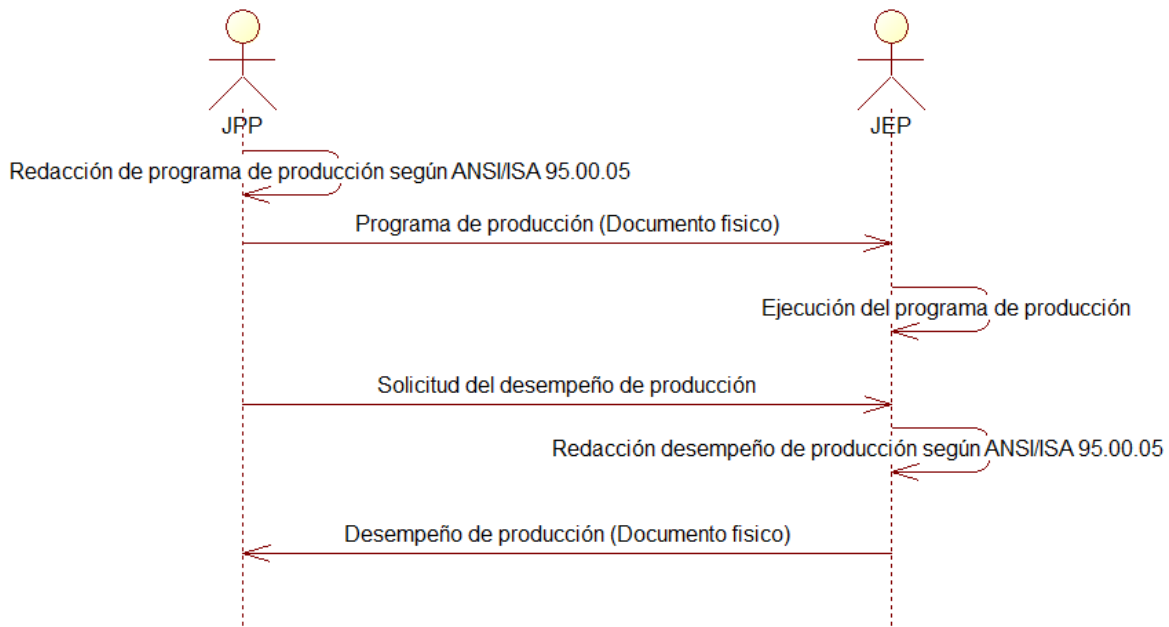 JPP
JEP
Redacción de programa de producción según ANSI/ISA 95.00.05
Programa de producción (Documento fisico)
Ejecución del programa de producción
Solicitud del desempeño de producción
Redacción desempeño de producción según ANSI/ISA 95.00.05
Desempeño de producción (Documento fisico)